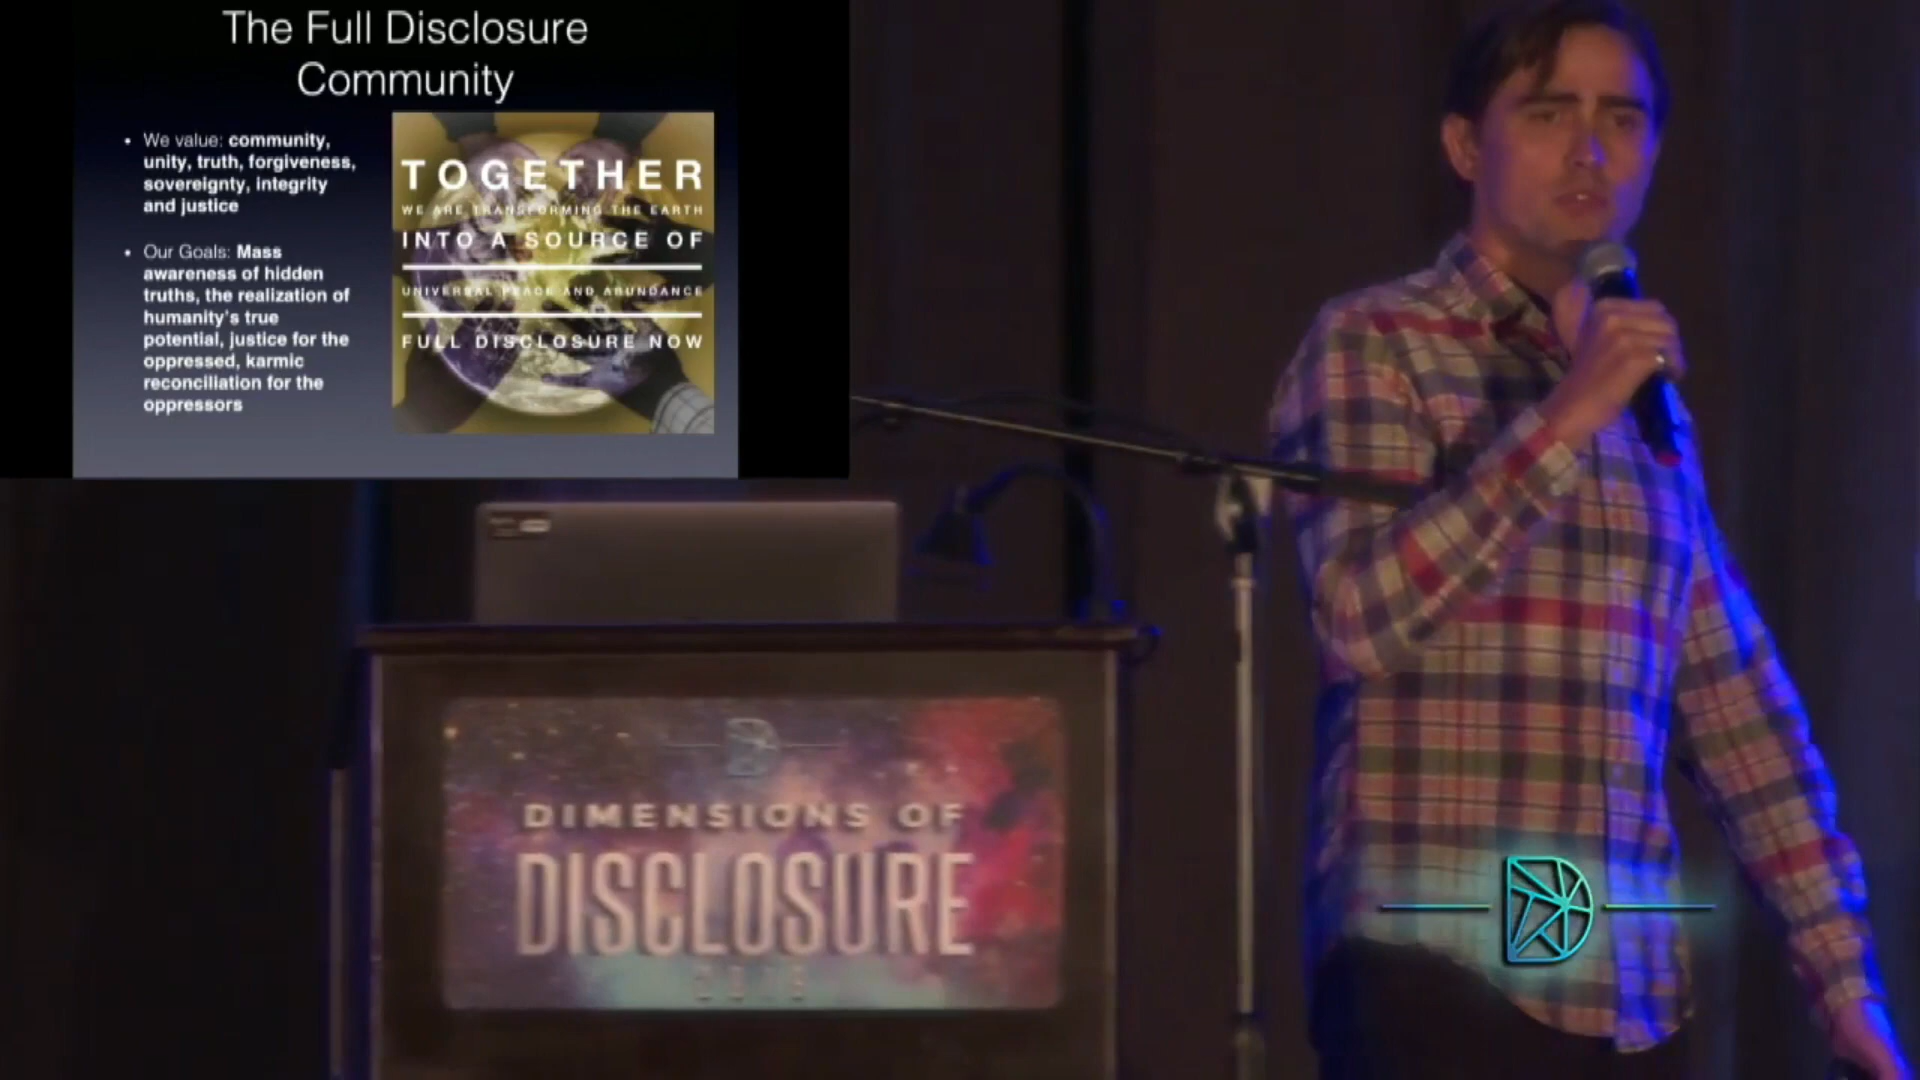 The Full Disclosure
Community
• We value: community,
unity, truth, forgiveness,
sovereignty, integrity
and justice
• Our Goals: Mass
awareness of hidden
truths, the realization of
humanity's true
potential, justice for the
oppressed, karmic
reconciliation for the
oppressors
TOGETHER
WE ARE TRANSFORMING THE EARTH
INTO A SOURCE OF
UNIVERSAL PEACE AND ABUNDANCE
FULL DISCLOSURE NOW
DIMENSIONS OF
DISCLOSURE